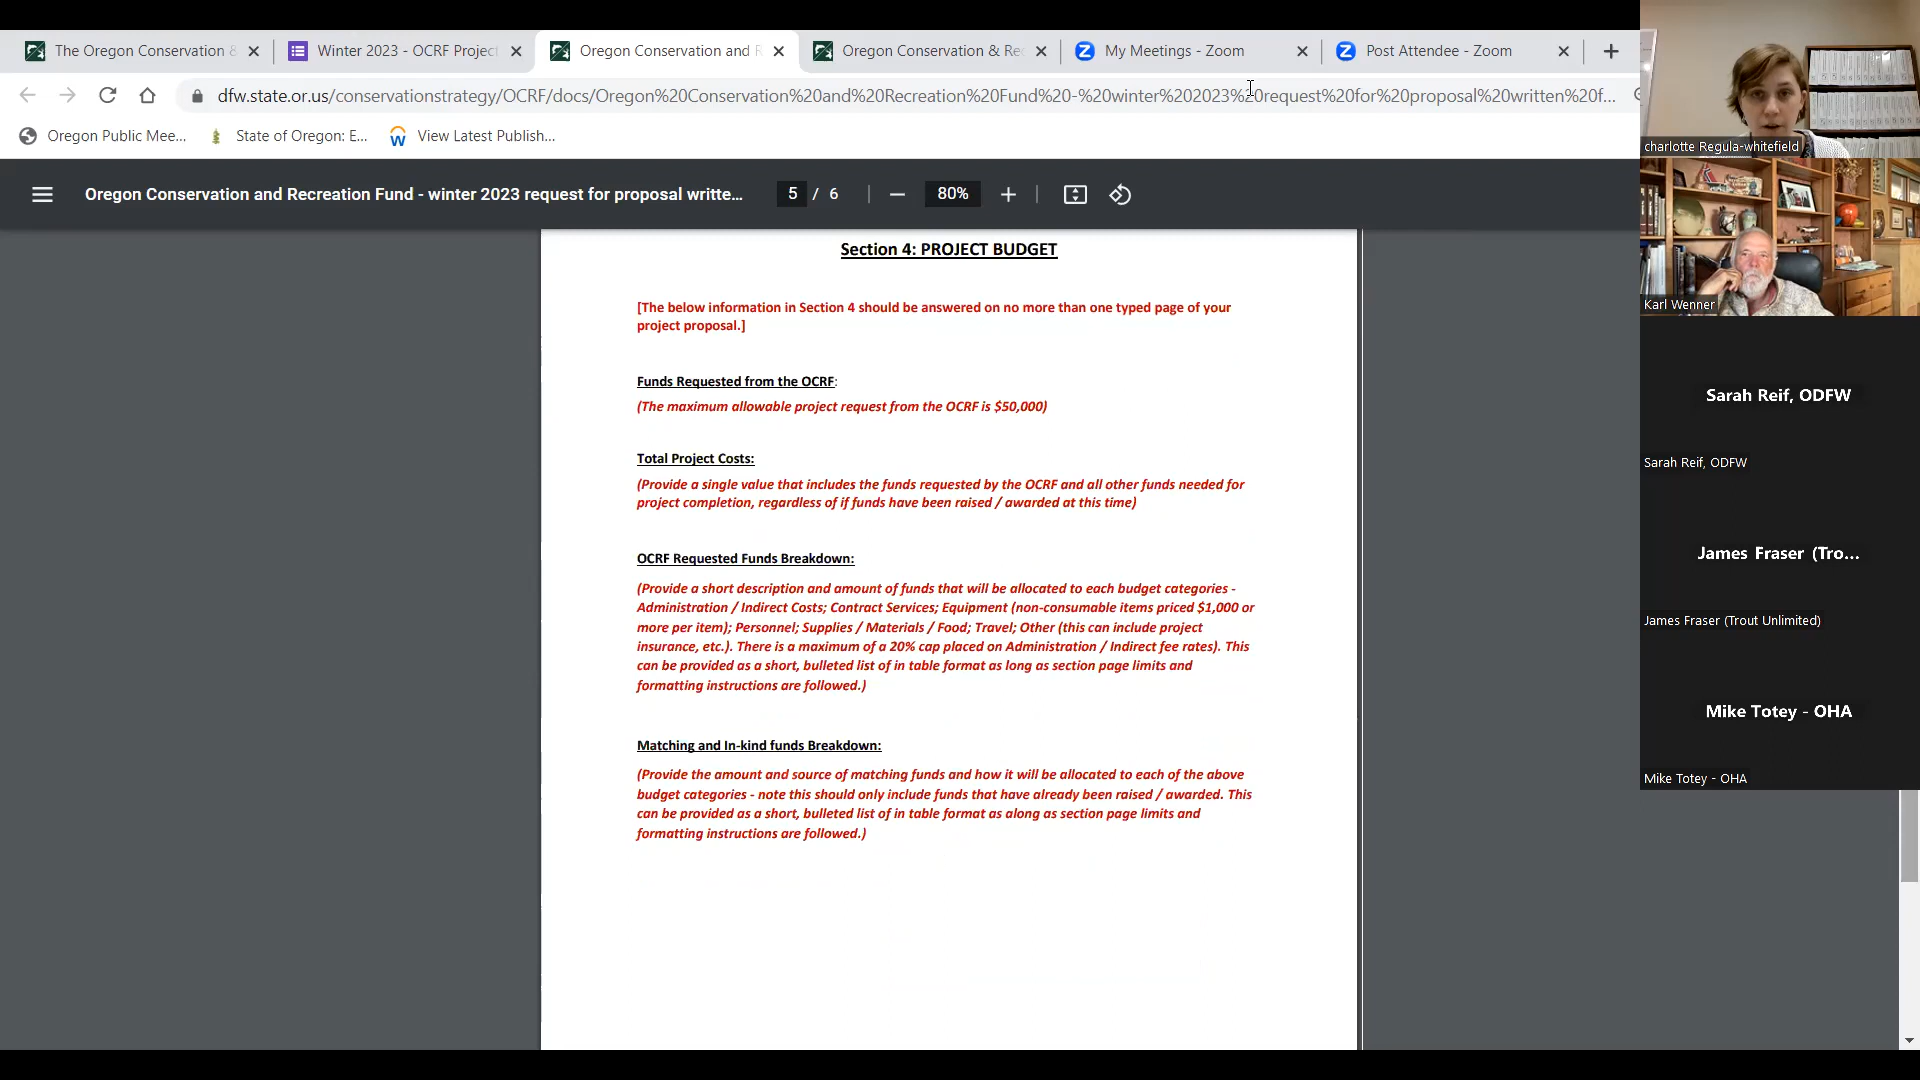 The Oregon Conservation &
Winter 2023 - OCRF Project
Oregon Conservation and R
Oregon Conservation & Re
My Meetings - Zoom
Post Attendee - Zoom
dfw.state.or.us/conservationstrategy/OCRF/docs/Oregon%20Conservation%20and%20Recreation%20Fund%20-%20winter%202023%20request%20for%20proposal%20written%20f...
Oregon Public Mee...
State of Oregon: E...
View Latest Publish...
Oregon Conservation and Recreation Fund - winter 2023 request for proposal writte...
5 / 6
80%
Section 4: PROJECT BUDGET
[The below information in Section 4 should be answered on no more than one typed page of your
project proposal.]
Funds Requested from the OCRF:
(The maximum allowable project request from the OCRF is $50,000)
Total Project Costs:
(Provide a single value that includes the funds requested by the OCRF and all other funds needed for
project completion, regardless of if funds have been raised / awarded at this time)
OCRF Requested Funds Breakdown:
(Provide a short description and amount of funds that will be allocated to each budget categories -
Administration / Indirect Costs; Contract Services; Equipment (non-consumable items priced $1,000 or
more per item); Personnel; Supplies / Materials / Food; Travel; Other (this can include project
insurance, etc.). There is a maximum of a 20% cap placed on Administration / Indirect fee rates). This
can be provided as a short, bulleted list of in table format as long as section page limits and
formatting instructions are followed.)
Matching and In-kind funds Breakdown:
(Provide the amount and source of matching funds and how it will be allocated to each of the above
budget categories - note this should only include funds that have already been raised / awarded. This
can be provided as a short, bulleted list of in table format as along as section page limits and
formatting instructions are followed.)
charlotte Regula-whitefield
Karl Wenner
Sarah Reif, ODFW
Sarah Reif, ODFW
James Fraser (Tro...
James Fraser (Trout Unlimited)
Mike Totey - OHA
Mike Totey - OHA